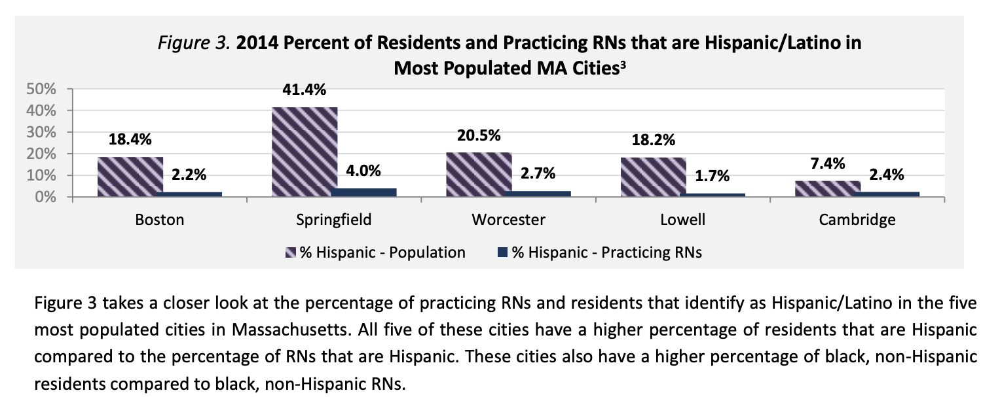 Figure 3. 2014 Percent of Residents and Practicing RNs that are Hispanic/Latino in
Most Populated MA Cities³
50%
40%
30%
20%
10%
0%
18.4%
2.2%
41.4%
4.0%
20.5%
2.7%
18.2%
1.7%
7.4%
2.4%
Boston
Springfield
Worcester
Lowell
Cambridge
% Hispanic - Population
% Hispanic - Practicing RNs
Figure 3 takes a closer look at the percentage of practicing RNs and residents that identify as Hispanic/Latino in the five
most populated cities in Massachusetts. All five of these cities have a higher percentage of residents that are Hispanic
compared to the percentage of RNs that are Hispanic. These cities also have a higher percentage of black, non-Hispanic
residents compared to black, non-Hispanic RNs.